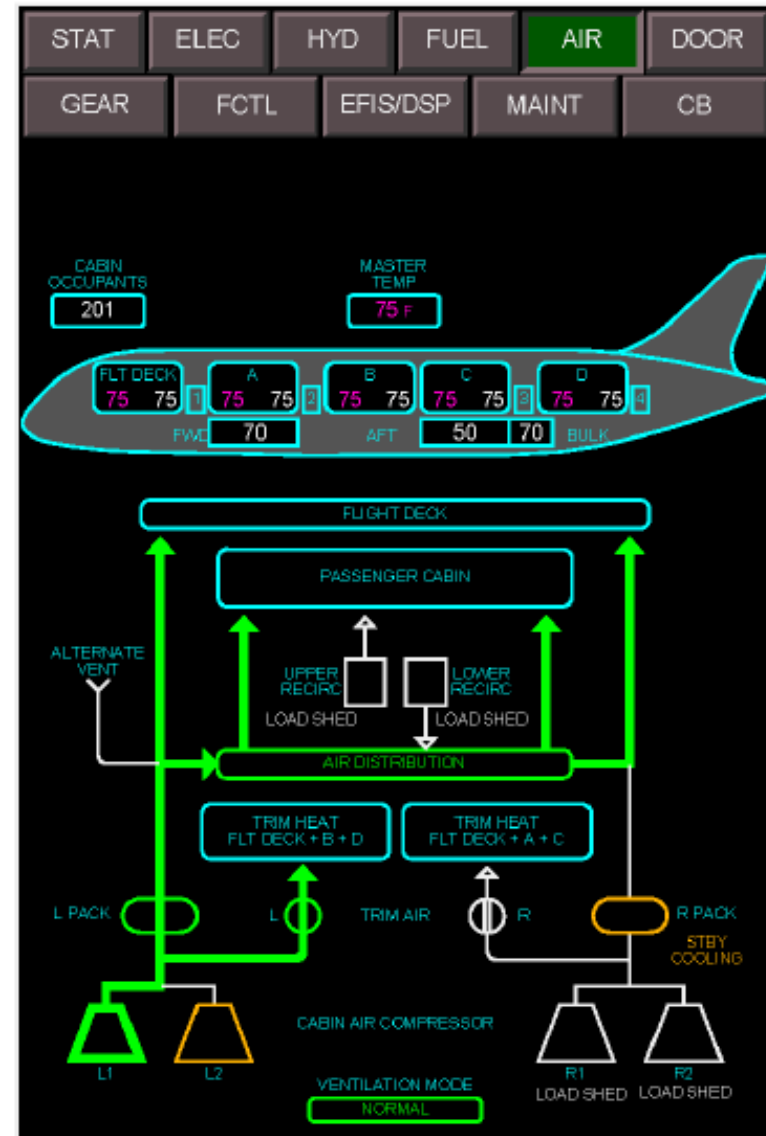 STAT ELEC HYD FUEL AIR DOOR
GEAR FCTL EFIS/DSP MAINT CB
CABIN
OCCUPANTS
201
MASTER
TEMP
75 F
FLT DECK A B C D
75 75 1 75 75 2 75 75 75 75 3 75 75 4
FWD 70 AFT 50 70 BULK
FLIGHT DECK
PASSENGER CABIN
ALTERNATE
VENT
UPPER
RECIRC
LOAD SHED
LOWER
RECIRC
LOAD SHED
AIR DISTRIBUTION
TRIM HEAT
FLT DECK + B + D
TRIM HEAT
FLT DECK + A + C
L PACK L TRIM AIR R R PACK
STBY
COOLING
CABIN AIR COMPRESSOR
L1 L2 R1 R2
LOAD SHED LOAD SHED
VENTILATION MODE
NORMAL